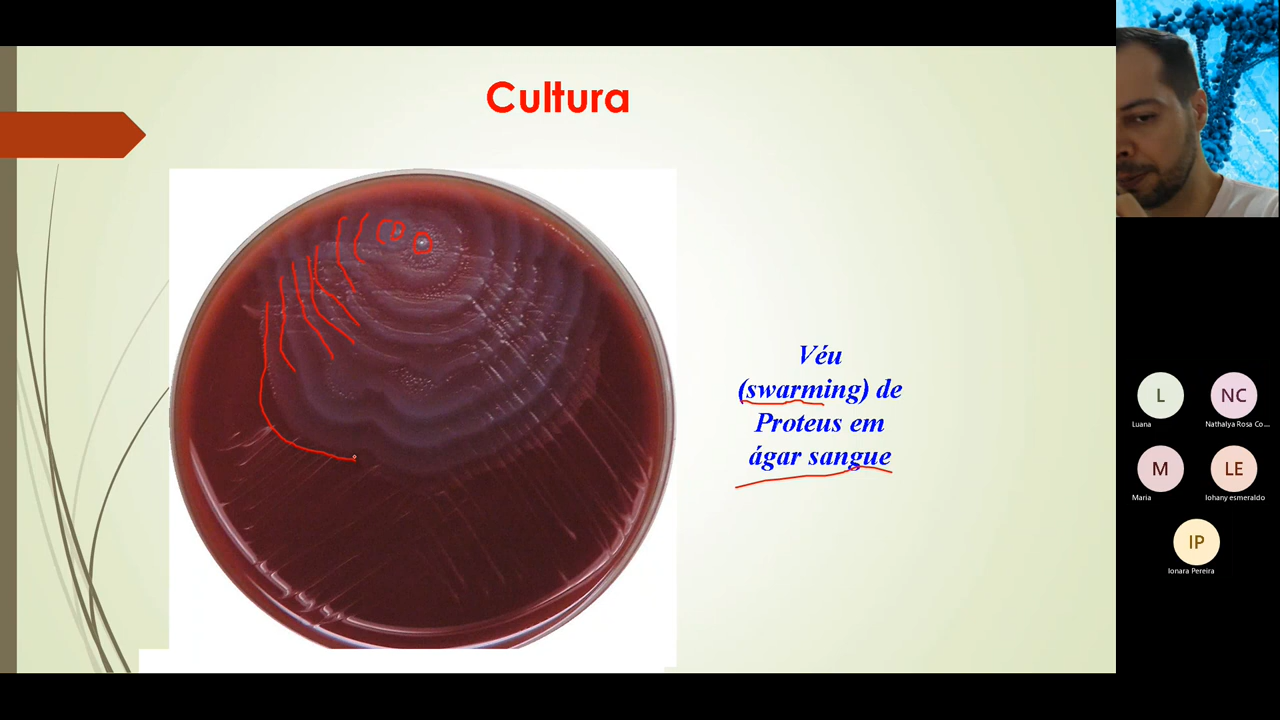 Cultura
Véu
(swarming) de
Proteus em
ágar sangue
L
NC
Luana
Nathalya Rosa Co...
M
LE
Maria
lohany esmeraldo
IP
Ionara Pereira